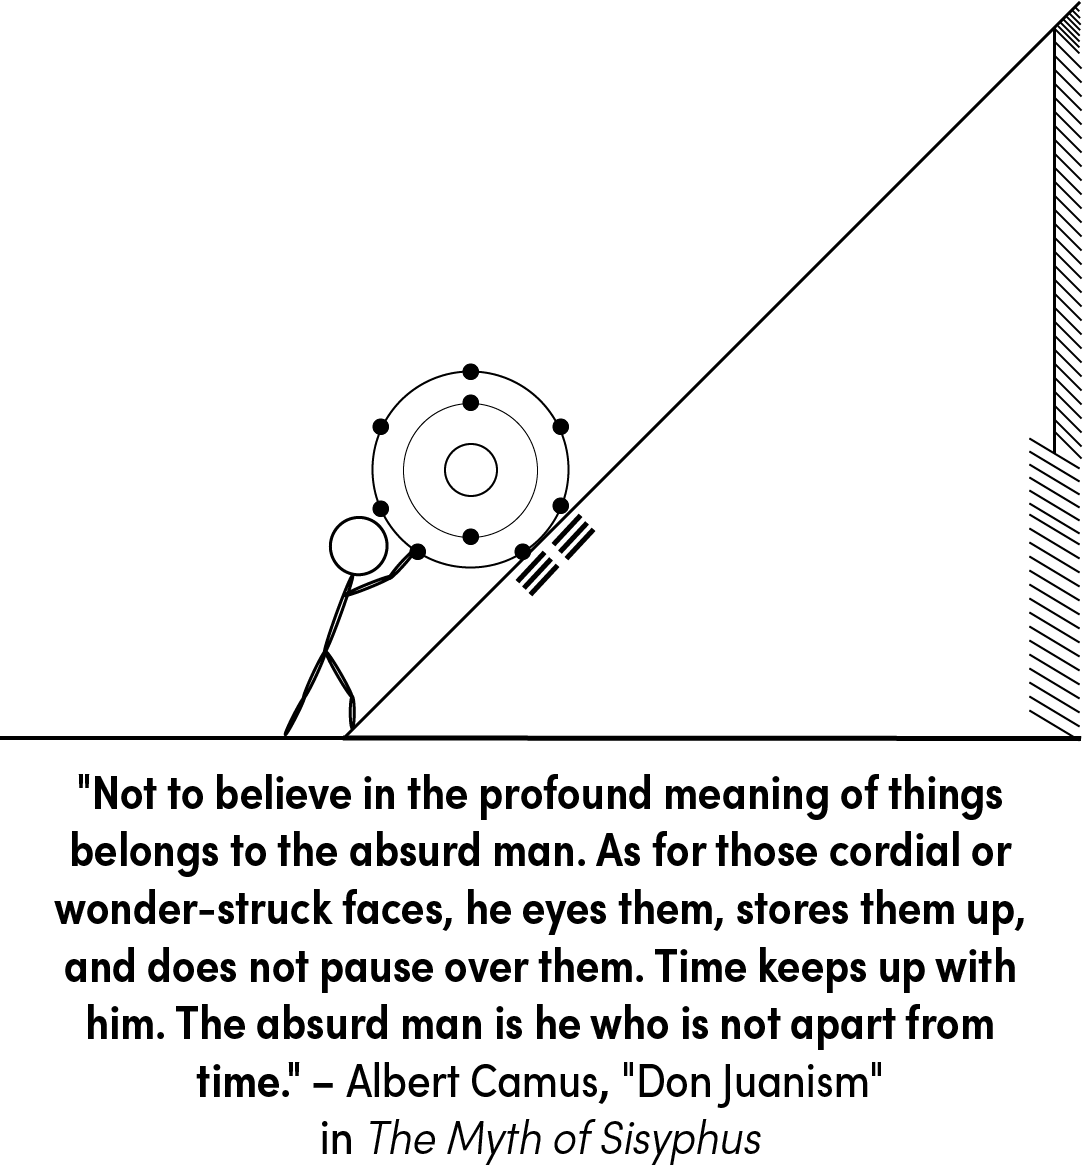 "Not to believe in the profound meaning of things
belongs to the absurd man. As for those cordial or
wonder-struck faces, he eyes them, stores them up,
and does not pause over them. Time keeps up with
him. The absurd man is he who is not apart from
time." – Albert Camus, "Don Juanism"
in The Myth of Sisyphus